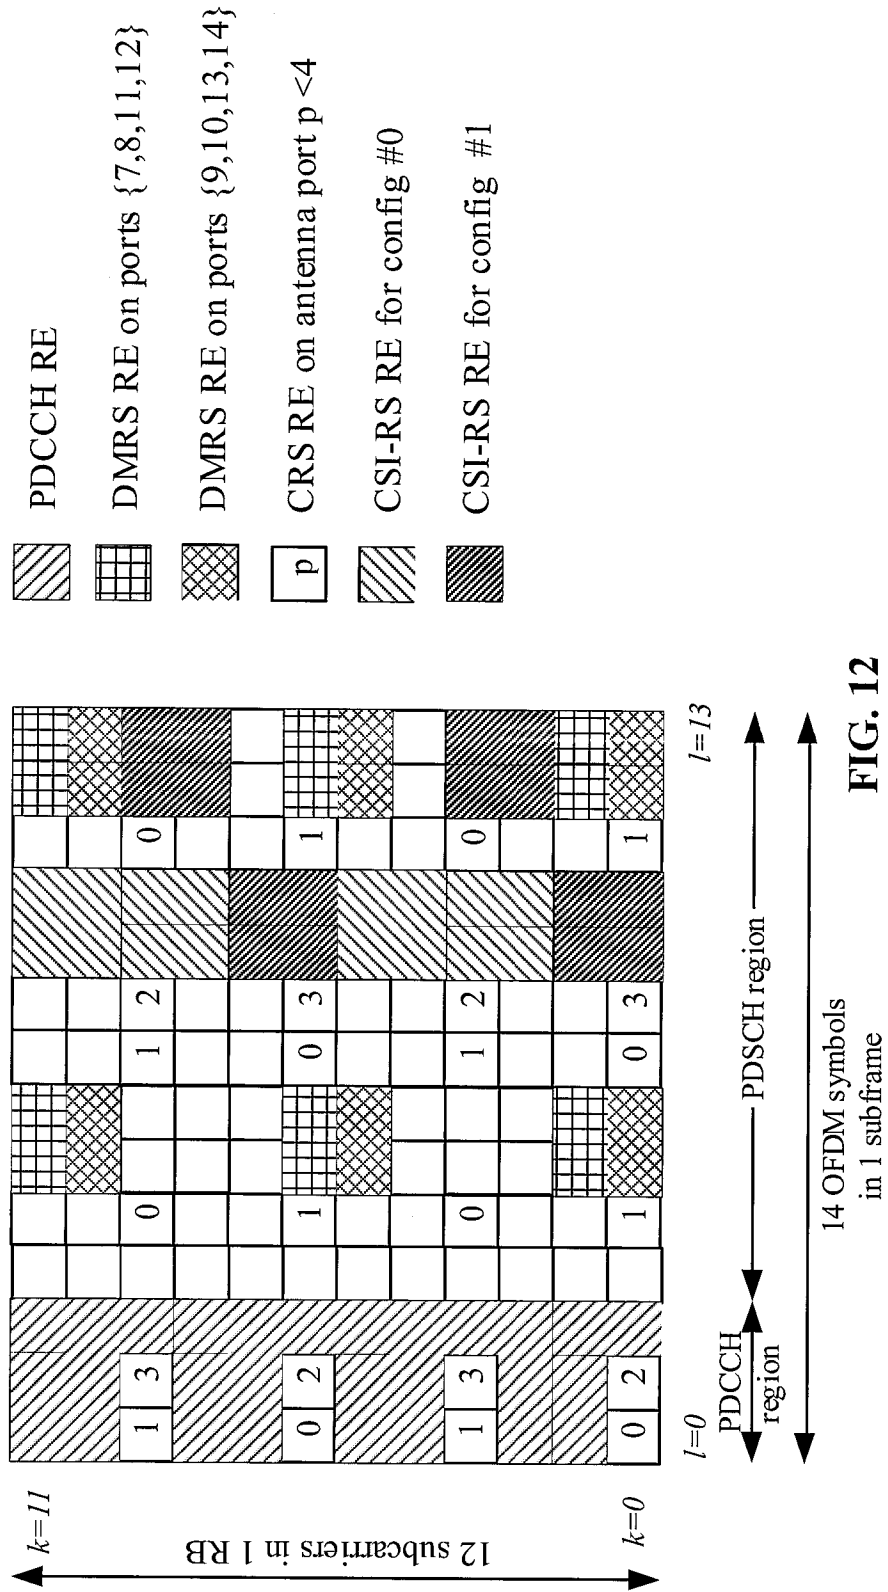 PDCCH RE
DMRS RE on ports {7,8,11,12}
DMRS RE on ports {9,10,13,14}
p
CRS RE on antenna port p <4
CSI-RS RE for config #0
CSI-RS RE for config #1
k=11
12 subcarriers in 1 RB
k=0
1 3 0 1 2 0
0 2 1 0 3 1
1 3 0 1 2 0
0 2 1 0 3 1
l=0
l=13
PDCCH
region
PDSCH region
14 OFDM symbols
in 1 subframe
FIG. 12